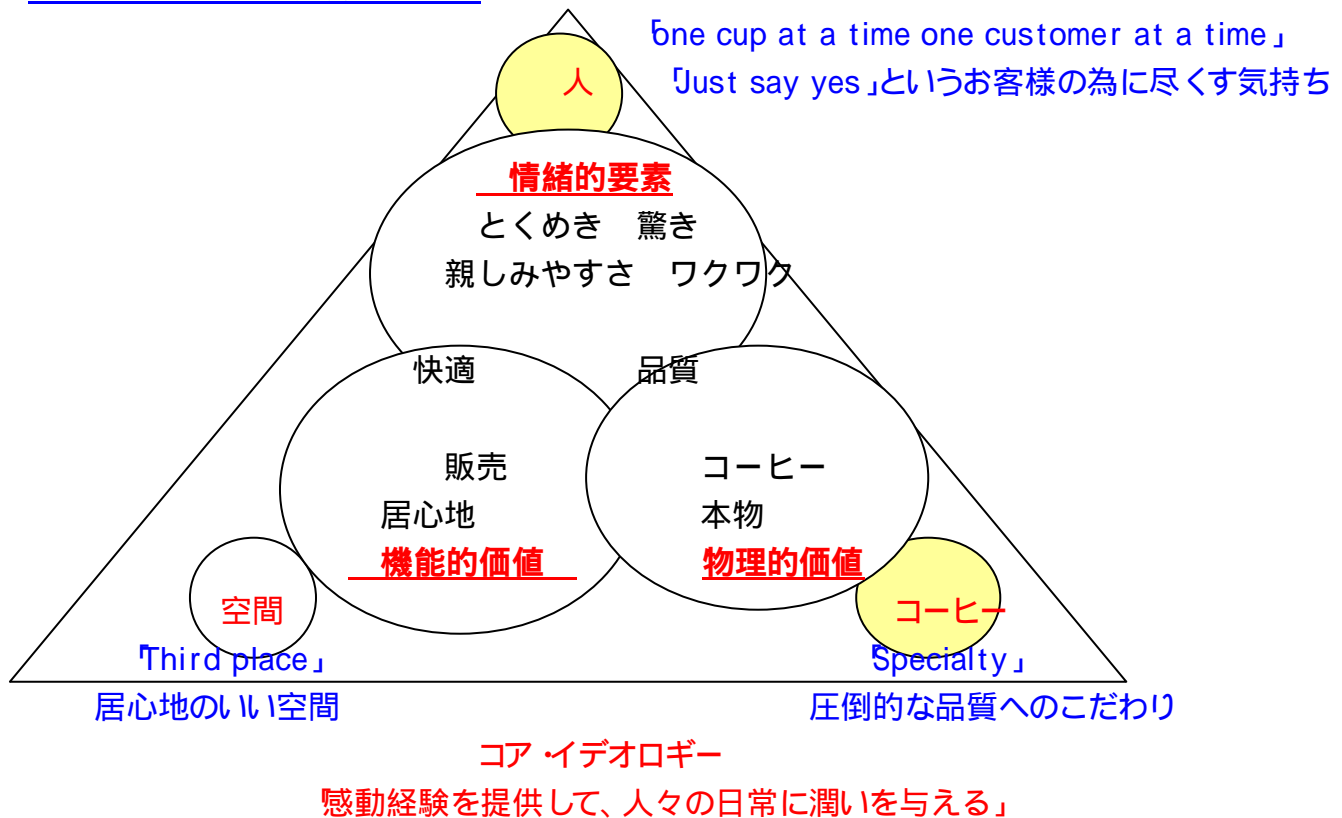 「one cup at a time one customer at a time」
「Just say yes」というお客様の為に尽くす気持ち
人
情緒的要素
とくめき　驚き
親しみやすさ　ワクワク
快適　品質
販売　コーヒー
居心地　本物
機能的価値　物理的価値
空間　コーヒー
「Third place」　「Specialty」
居心地のいい空間　圧倒的な品質へのこだわり
コア・イデオロギー
「感動経験を提供して、人々の日常に潤いを与える」